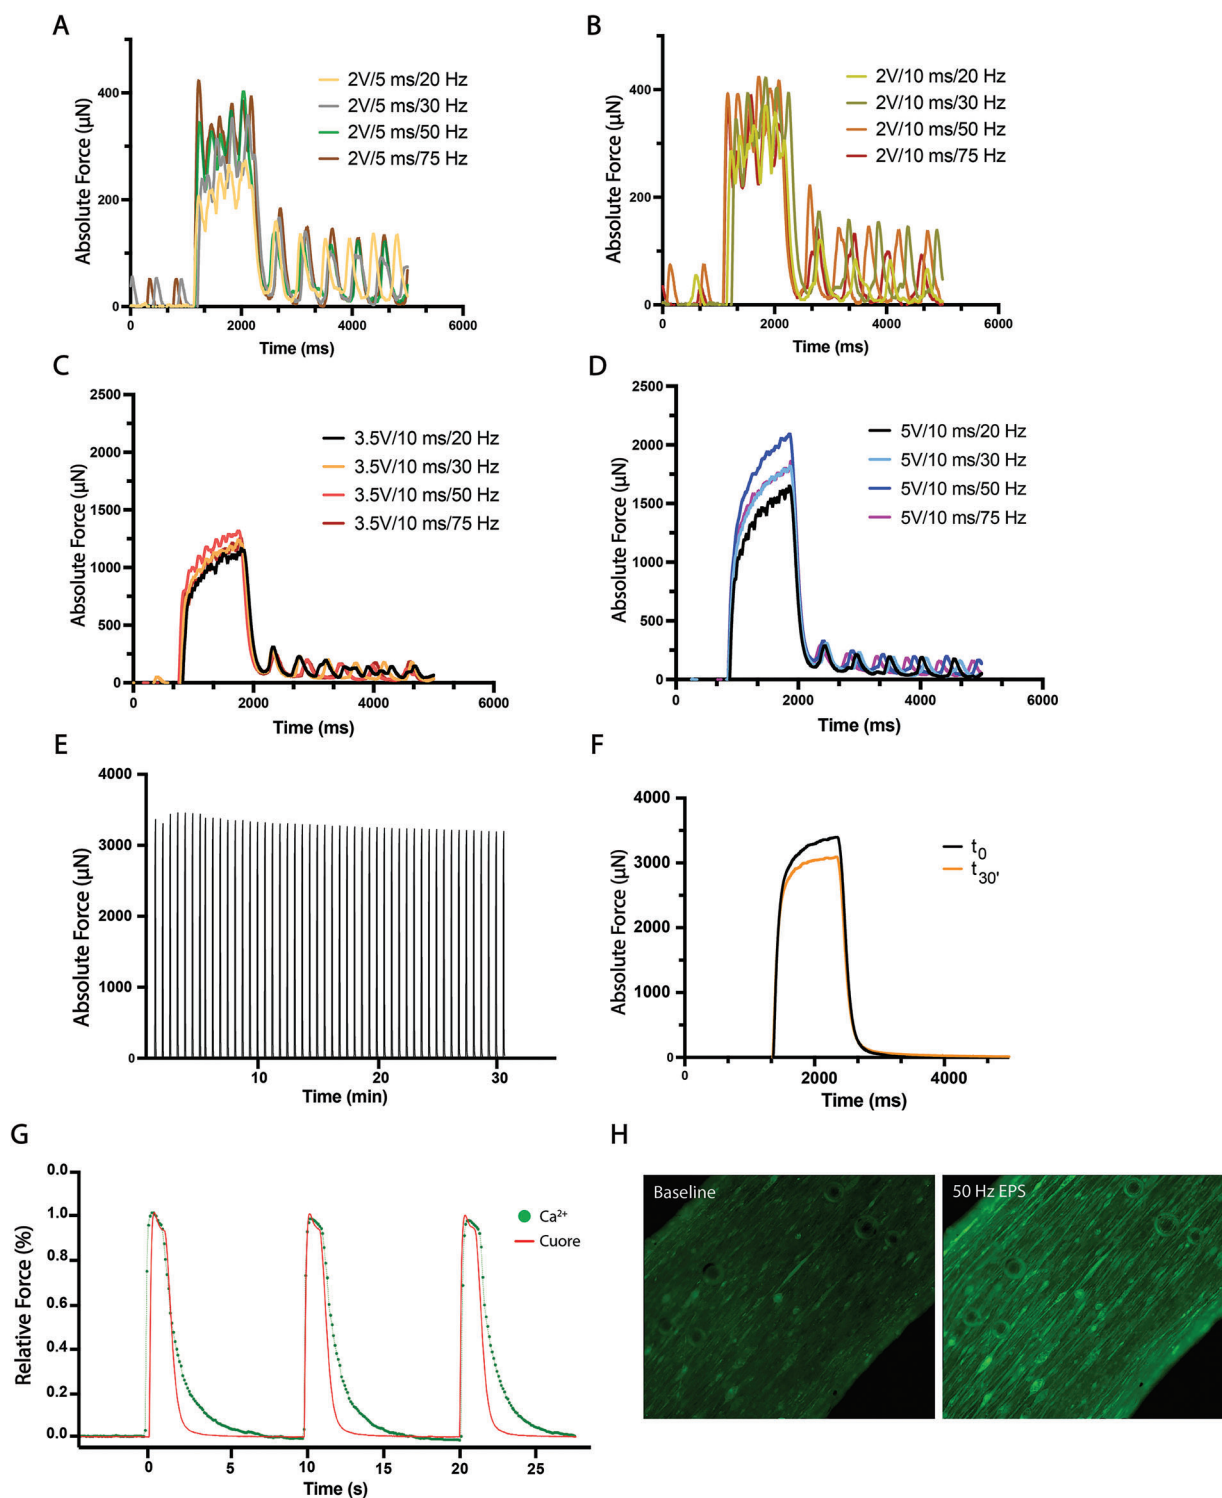 A
B
2V/5 ms/20 Hz
2V/5 ms/30 Hz
2V/5 ms/50 Hz
2V/5 ms/75 Hz
Absolute Force (µN)
400
200
0
0 2000 4000 6000
Time (ms)
2V/10 ms/20 Hz
2V/10 ms/30 Hz
2V/10 ms/50 Hz
2V/10 ms/75 Hz
Absolute Force (µN)
400
200
0
0 2000 4000 6000
Time (ms)
C
D
3.5V/10 ms/20 Hz
3.5V/10 ms/30 Hz
3.5V/10 ms/50 Hz
3.5V/10 ms/75 Hz
Absolute Force (µN)
2500
2000
1500
1000
500
0
0 2000 4000 6000
Time (ms)
5V/10 ms/20 Hz
5V/10 ms/30 Hz
5V/10 ms/50 Hz
5V/10 ms/75 Hz
Absolute Force (µN)
2500
2000
1500
1000
500
0
0 2000 4000 6000
Time (ms)
E
F
Absolute Force (µN)
4000
3000
2000
1000
0
10 20 30
Time (min)
t0
t30'
Absolute Force (µN)
4000
3000
2000
1000
0
0 2000 4000
Time (ms)
G
H
Relative Force (%)
0.0
1.0
0.8
0.6
0.4
0.2
0.0
0 5 10 15 20 25
Time (s)
Ca²⁺
Cuore
Baseline
50 Hz EPS